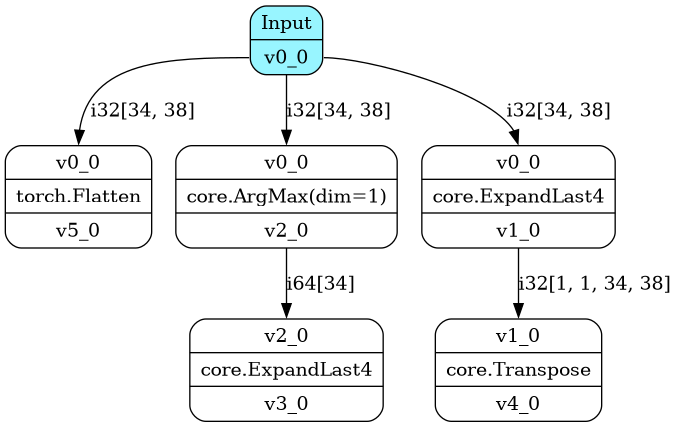 Input
v0_0
i32[34, 38]
i32[34, 38]
i32[34, 38]
v0_0
torch.Flatten
v5_0
v0_0
core.ArgMax(dim=1)
v2_0
v0_0
core.ExpandLast4
v1_0
i64[34]
i32[1, 1, 34, 38]
v2_0
core.ExpandLast4
v3_0
v1_0
core.Transpose
v4_0